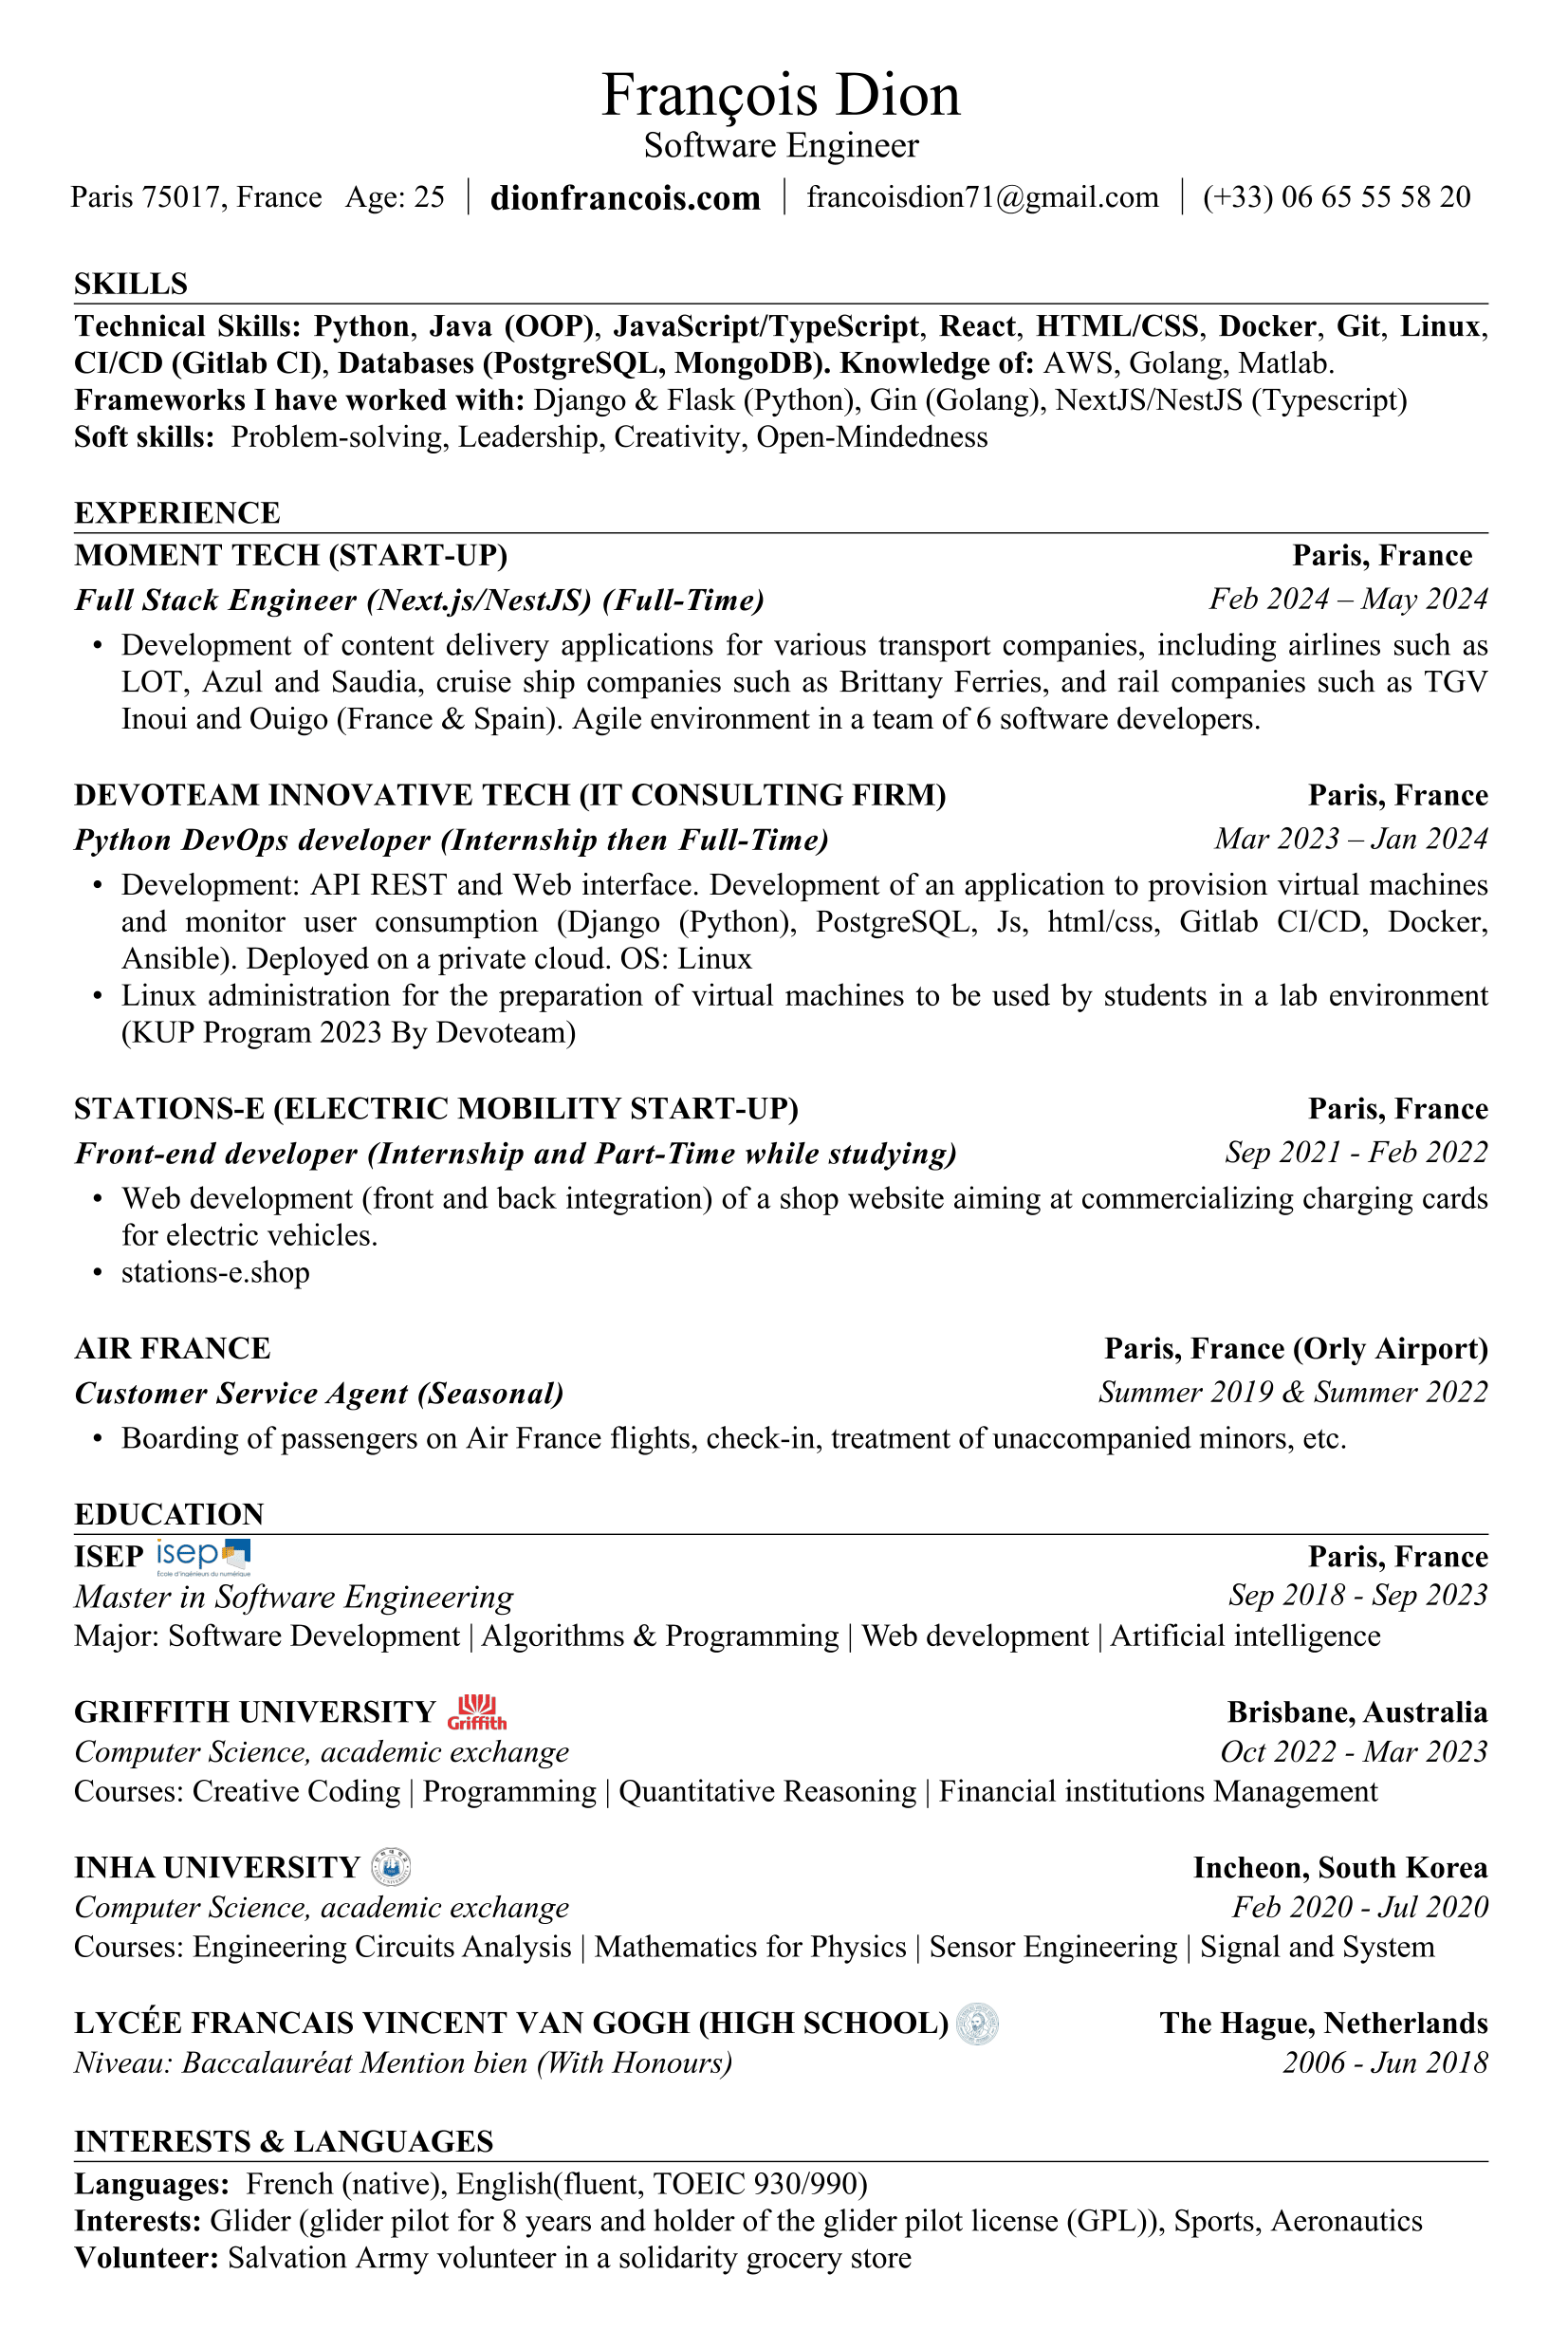 François Dion
Software Engineer
Paris 75017, France Age: 25 | dionfrancois.com | francoisdion71@gmail.com | (+33) 06 65 55 58 20
SKILLS
Technical Skills: Python, Java (OOP), JavaScript/TypeScript, React, HTML/CSS, Docker, Git, Linux,
CI/CD (Gitlab CI), Databases (PostgreSQL, MongoDB). Knowledge of: AWS, Golang, Matlab.
Frameworks I have worked with: Django & Flask (Python), Gin (Golang), NextJS/NestJS (Typescript)
Soft skills: Problem-solving, Leadership, Creativity, Open-Mindedness
EXPERIENCE
MOMENT TECH (START-UP) Paris, France
Full Stack Engineer (Next.js/NestJS) (Full-Time) Feb 2024 – May 2024
• Development of content delivery applications for various transport companies, including airlines such as
LOT, Azul and Saudia, cruise ship companies such as Brittany Ferries, and rail companies such as TGV
Inoui and Ouigo (France & Spain). Agile environment in a team of 6 software developers.
DEVOTEAM INNOVATIVE TECH (IT CONSULTING FIRM) Paris, France
Python DevOps developer (Internship then Full-Time) Mar 2023 – Jan 2024
• Development: API REST and Web interface. Development of an application to provision virtual machines
and monitor user consumption (Django (Python), PostgreSQL, Js, html/css, Gitlab CI/CD, Docker,
Ansible). Deployed on a private cloud. OS: Linux
• Linux administration for the preparation of virtual machines to be used by students in a lab environment
(KUP Program 2023 By Devoteam)
STATIONS-E (ELECTRIC MOBILITY START-UP) Paris, France
Front-end developer (Internship and Part-Time while studying) Sep 2021 - Feb 2022
• Web development (front and back integration) of a shop website aiming at commercializing charging cards
for electric vehicles.
• stations-e.shop
AIR FRANCE Paris, France (Orly Airport)
Customer Service Agent (Seasonal) Summer 2019 & Summer 2022
• Boarding of passengers on Air France flights, check-in, treatment of unaccompanied minors, etc.
EDUCATION
ISEP isep Paris, France
École d'ingénieurs du numérique
Master in Software Engineering Sep 2018 - Sep 2023
Major: Software Development | Algorithms & Programming | Web development | Artificial intelligence
GRIFFITH UNIVERSITY Griffith Brisbane, Australia
Computer Science, academic exchange Oct 2022 - Mar 2023
Courses: Creative Coding | Programming | Quantitative Reasoning | Financial institutions Management
INHA UNIVERSITY Incheon, South Korea
Computer Science, academic exchange Feb 2020 - Jul 2020
Courses: Engineering Circuits Analysis | Mathematics for Physics | Sensor Engineering | Signal and System
LYCÉE FRANCAIS VINCENT VAN GOGH (HIGH SCHOOL) The Hague, Netherlands
Niveau: Baccalauréat Mention bien (With Honours) 2006 - Jun 2018
INTERESTS & LANGUAGES
Languages: French (native), English(fluent, TOEIC 930/990)
Interests: Glider (glider pilot for 8 years and holder of the glider pilot license (GPL)), Sports, Aeronautics
Volunteer: Salvation Army volunteer in a solidarity grocery store